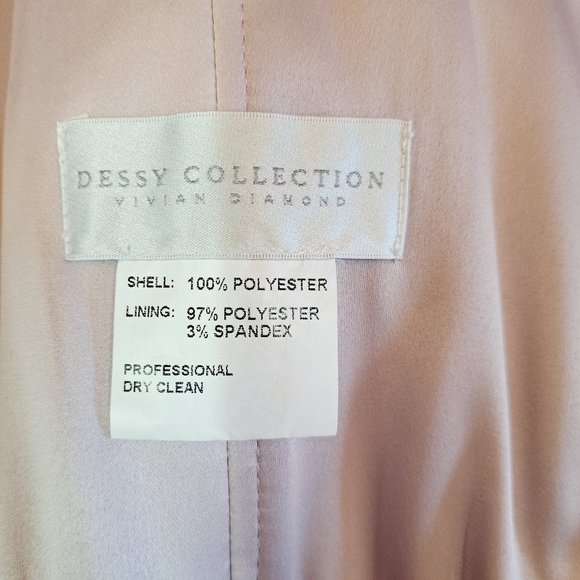 DESSY COLLECTION
VIVIAN DIAMOND
SHELL: 100% POLYESTER
LINING: 97% POLYESTER
3% SPANDEX
PROFESSIONAL
DRY CLEAN